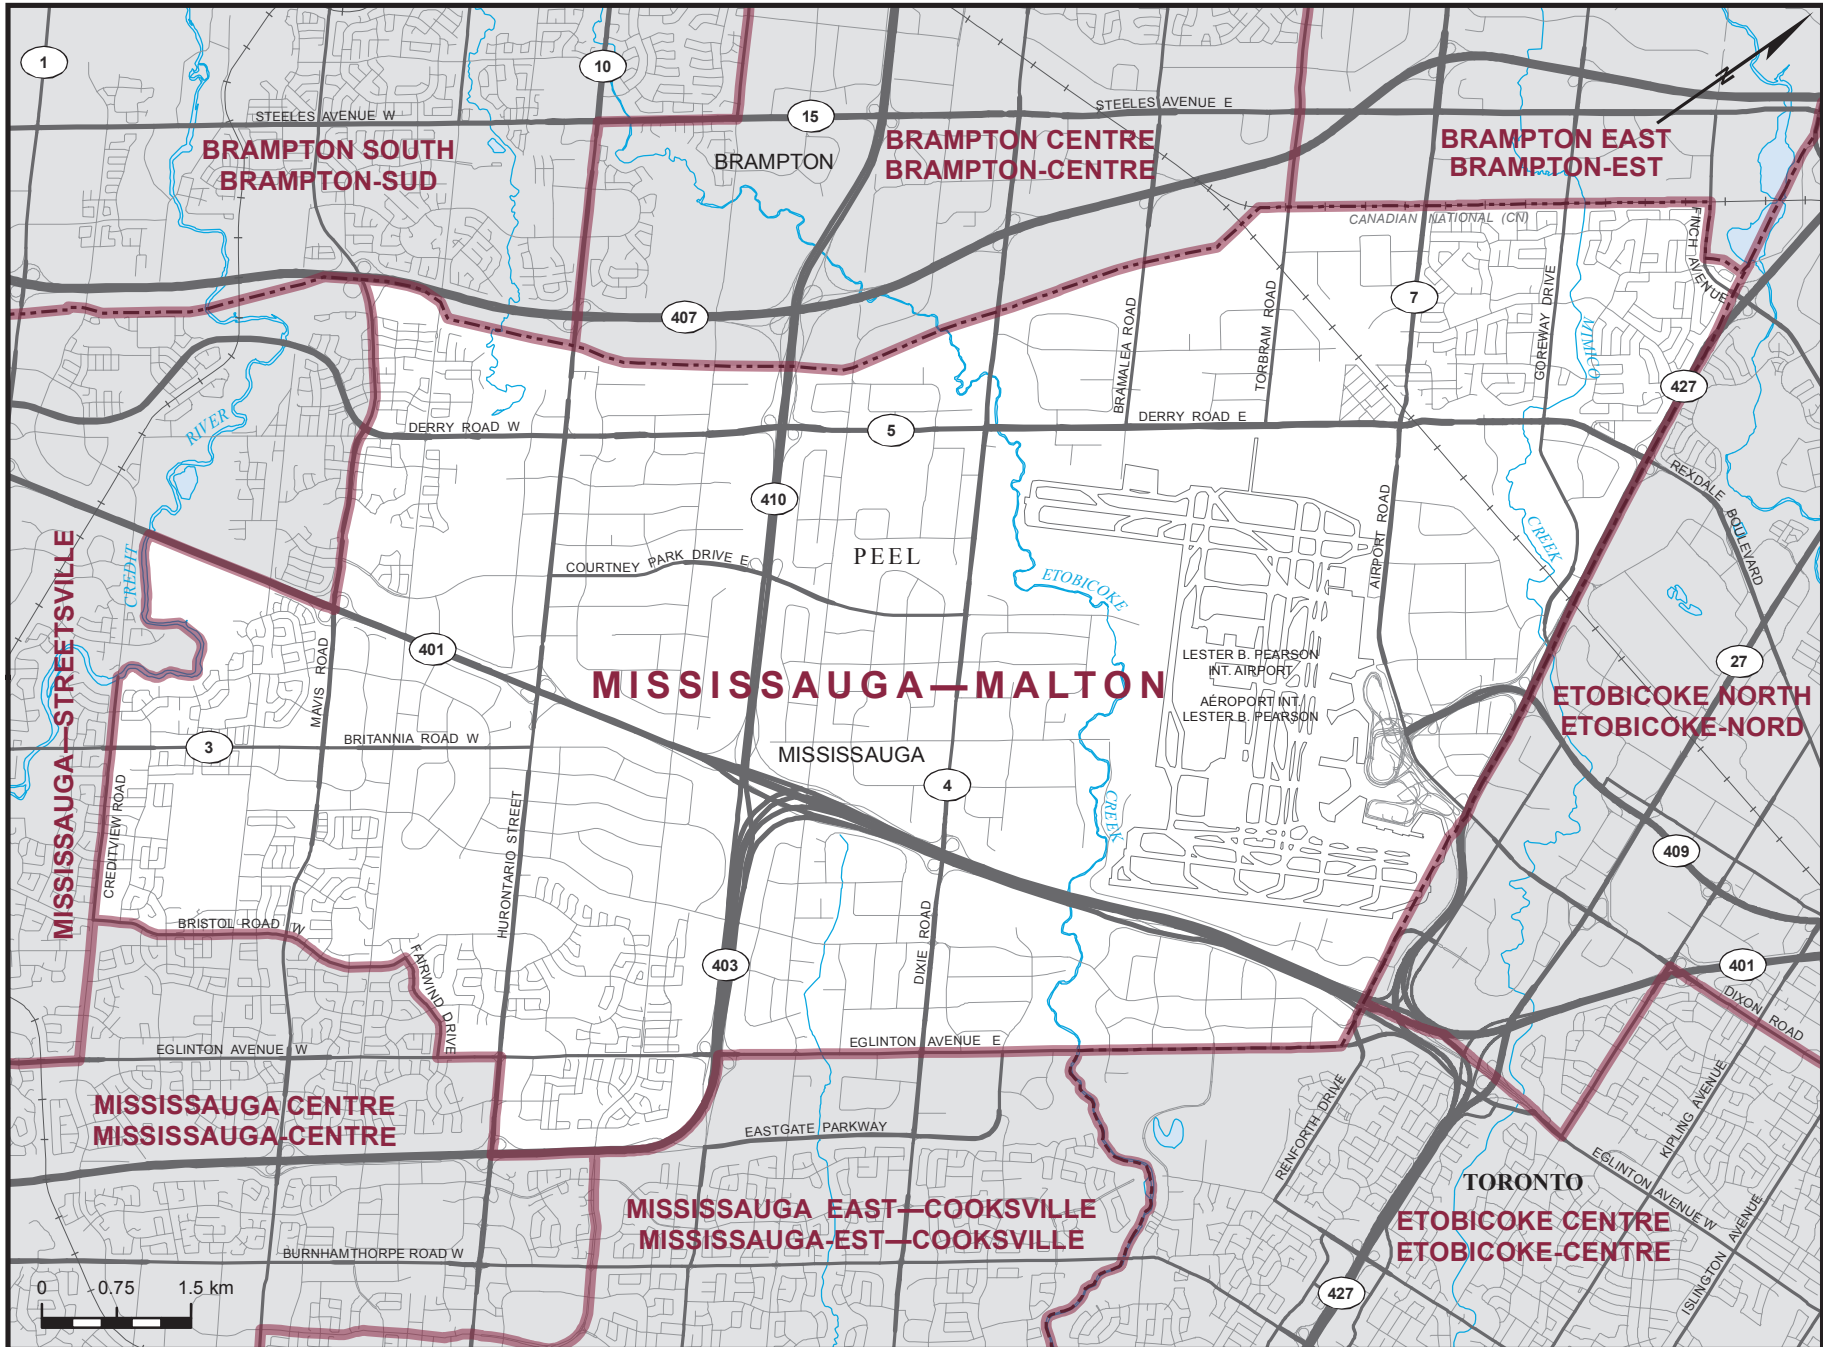 1
10
15
STEELES AVENUE W
STEELES AVENUE E
N
BRAMPTON SOUTH
BRAMPTON-SUD
BRAMPTON
BRAMPTON CENTRE
BRAMPTON-CENTRE
BRAMPTON EAST
BRAMPTON-EST
CANADIAN NATIONAL (CN)
FINCH AVENUE
407
7
427
BRAMALEA ROAD
TORBRAM ROAD
GOREWAY DRIVE
MIMICO
CREEK
RIVER
CREDIT
DERRY ROAD W
5
DERRY ROAD E
REXDALE BOULEVARD
410
PEEL
COURTNEY PARK DRIVE E
ETOBICOKE
CREEK
AIRPORT ROAD
MISSISSAUGA—STREETSVILLE
401
MAVIS ROAD
MISSISSAUGA—MALTON
LESTER B. PEARSON
INT. AIRPORT
AÉROPORT INT.
LESTER B. PEARSON
27
ETOBICOKE NORTH
ETOBICOKE-NORD
3
BRITANNIA ROAD W
MISSISSAUGA
4
CREDITVIEW ROAD
HURONTARIO STREET
409
BRISTOL ROAD W
FAIRWIND DRIVE
403
DIXIE ROAD
401
DIXON ROAD
EGLINTON AVENUE W
EGLINTON AVENUE E
MISSISSAUGA CENTRE
MISSISSAUGA-CENTRE
EASTGATE PARKWAY
RENFORTH DRIVE
KIPLING AVENUE
EGLINTON AVENUE W
ISLINGTON AVENUE
TORONTO
MISSISSAUGA EAST—COOKSVILLE
MISSISSAUGA-EST—COOKSVILLE
ETOBICOKE CENTRE
ETOBICOKE-CENTRE
BURNHAMTHORPE ROAD W
427
0 0.75 1.5 km